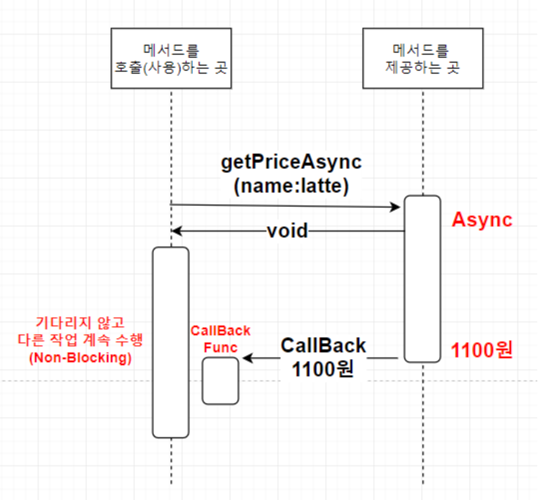 메서드를
호출(사용)하는 곳
메서드를
제공하는 곳
getPriceAsync
(name:latte)
Async
void
기다리지 않고
다른 작업 계속 수행
(Non-Blocking)
CallBack
Func
CallBack
1100원
1100원